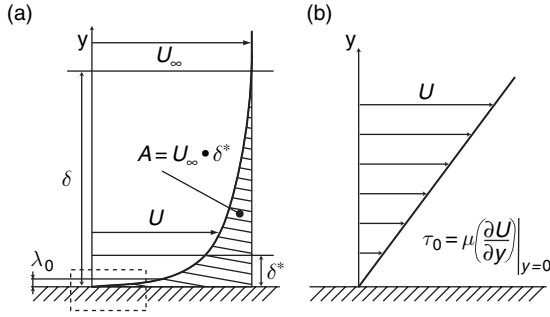 (a)
y
U∞
A = U∞ • δ*
δ
U
λ0
δ*
(b)
y
U
τ0 = μ(∂U/∂y)|y=0